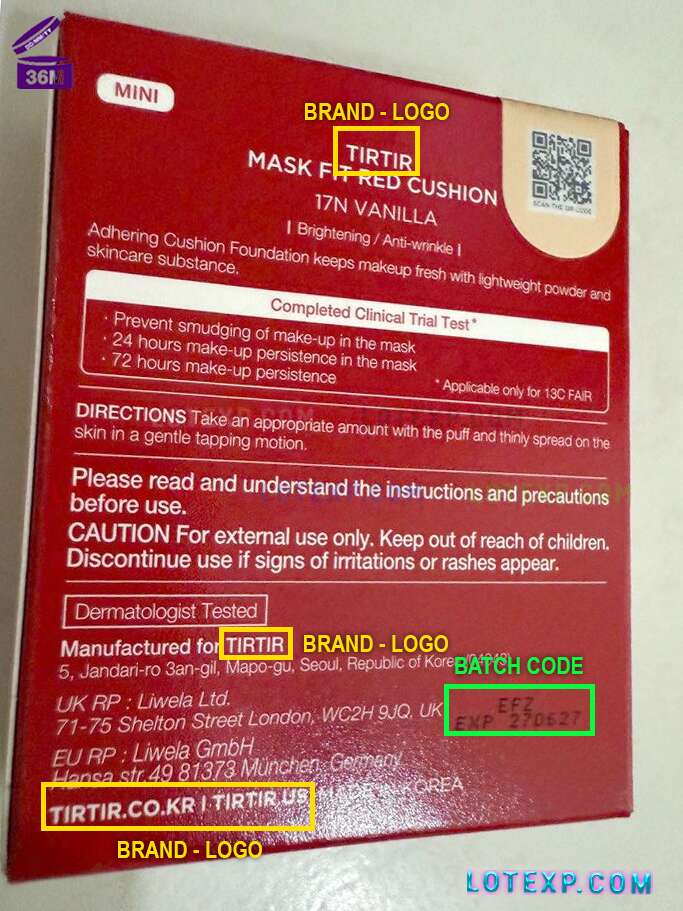 36M
MINI
BRAND - LOGO
TIRTIR
MASK FIT RED CUSHION
17N VANILLA
I Brightening / Anti-wrinkle I
SCAN THE QR CODE
Adhering Cushion Foundation keeps makeup fresh with lightweight powder and
skincare substance.
Completed Clinical Trial Test*
· Prevent smudging of make-up in the mask
· 24 hours make-up persistence in the mask
· 72 hours make-up persistence
* Applicable only for 13C FAIR
DIRECTIONS Take an appropriate amount with the puff and thinly spread on the
skin in a gentle tapping motion.
Please read and understand the instructions and precautions
before use.
CAUTION For external use only. Keep out of reach of children.
Discontinue use if signs of irritations or rashes appear.
Dermatologist Tested
Manufactured for TIRTIR BRAND - LOGO
5, Jandari-ro 3an-gil, Mapo-gu, Seoul, Republic of Korea
BATCH CODE
UK RP : Liwela Ltd.
71-75 Shelton Street London, WC2H 9JQ, UK
EFZ
EXP 270627
EU RP : Liwela GmbH
Hansa str.49 81373 München, Germany
TIRTIR.CO.KR I TIRTIR.US MADE IN KOREA
BRAND - LOGO
LOTEXP.COM